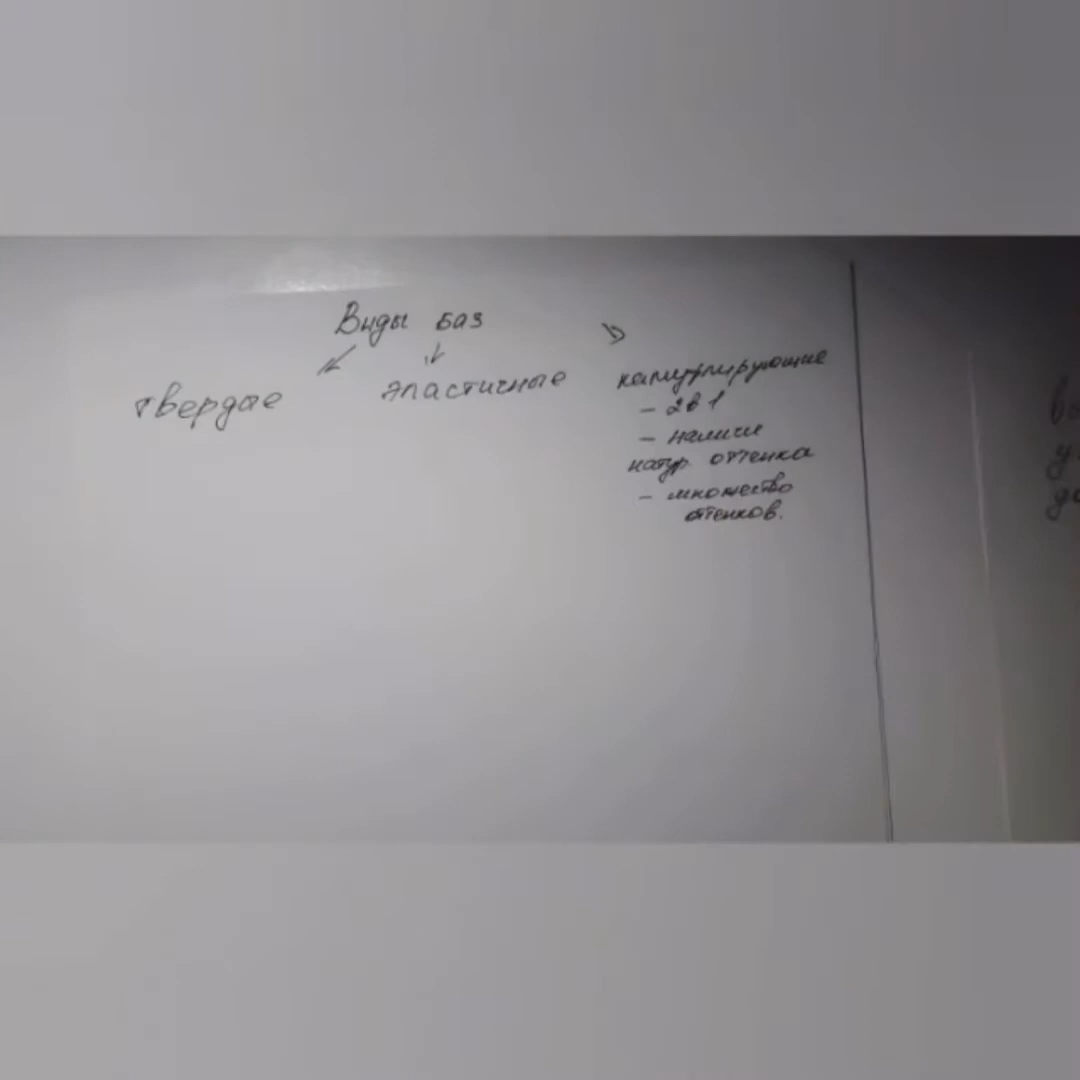 Виды баз
твердые
эластичные
камуфлирующие
- 2в1
- наличие
натур. оттенка
- множество
оттенков.